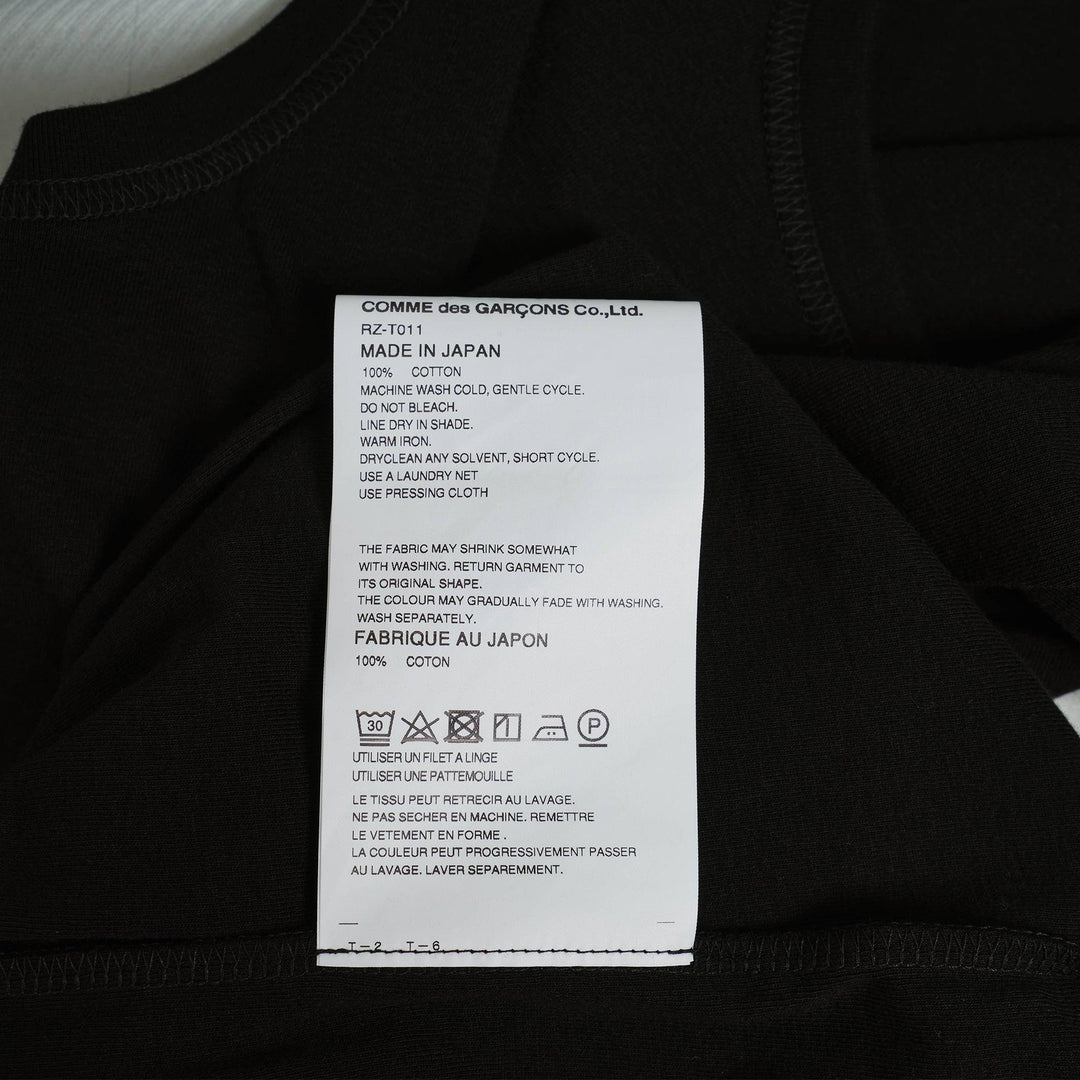 COMME des GARÇONS Co.,Ltd.
RZ-T011
MADE IN JAPAN
100% COTTON
MACHINE WASH COLD, GENTLE CYCLE.
DO NOT BLEACH.
LINE DRY IN SHADE.
WARM IRON.
DRYCLEAN ANY SOLVENT, SHORT CYCLE.
USE A LAUNDRY NET
USE PRESSING CLOTH
THE FABRIC MAY SHRINK SOMEWHAT
WITH WASHING. RETURN GARMENT TO
ITS ORIGINAL SHAPE.
THE COLOUR MAY GRADUALLY FADE WITH WASHING.
WASH SEPARATELY.
FABRIQUE AU JAPON
100% COTON
30 P
UTILISER UN FILET A LINGE
UTILISER UNE PATTEMOUILLE
LE TISSU PEUT RETRECIR AU LAVAGE.
NE PAS SECHER EN MACHINE. REMETTRE
LE VETEMENT EN FORME .
LA COULEUR PEUT PROGRESSIVEMENT PASSER
AU LAVAGE. LAVER SEPAREMMENT.
T-2 T-6